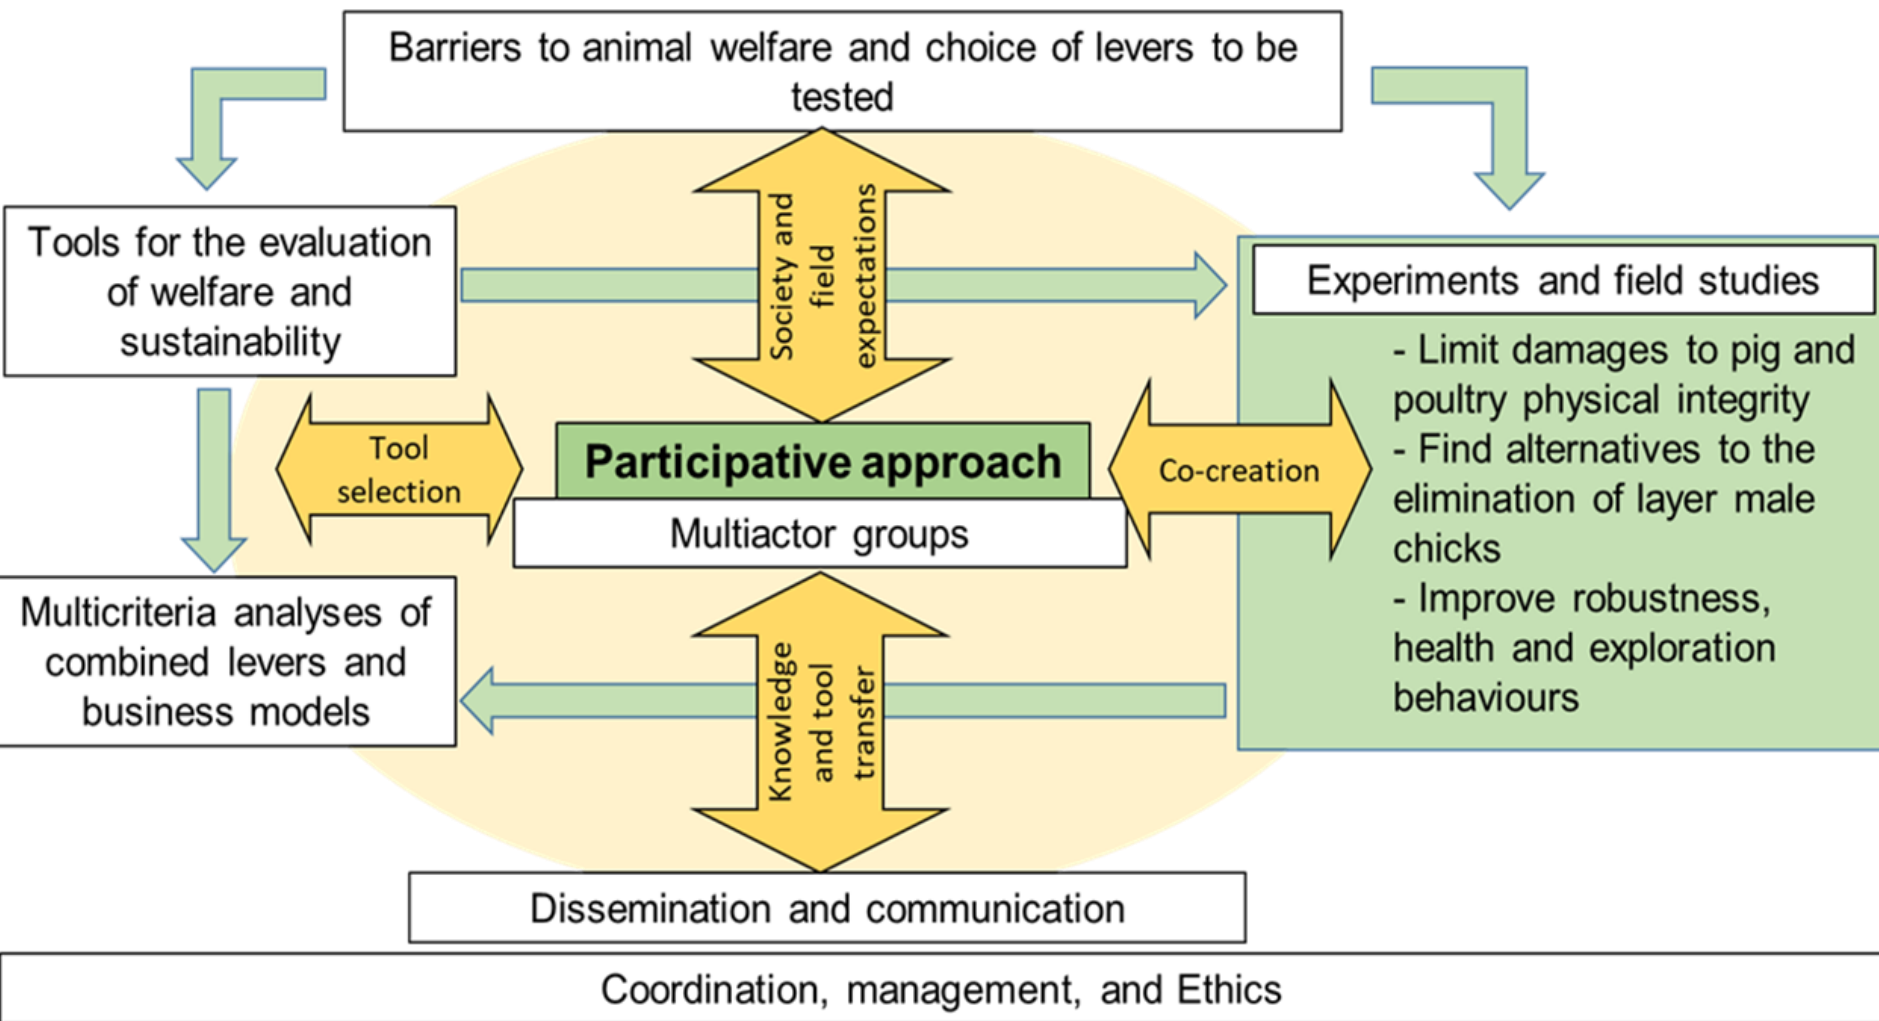 Barriers to animal welfare and choice of levers to be
tested
Society and
field
expectations
Tools for the evaluation
of welfare and
sustainability
Experiments and field studies
- Limit damages to pig and
poultry physical integrity
- Find alternatives to the
elimination of layer male
chicks
- Improve robustness,
health and exploration
behaviours
Tool
selection
Participative approach
Multiactor groups
Co-creation
Multicriteria analyses of
combined levers and
business models
Knowledge
and tool
transfer
Dissemination and communication
Coordination, management, and Ethics